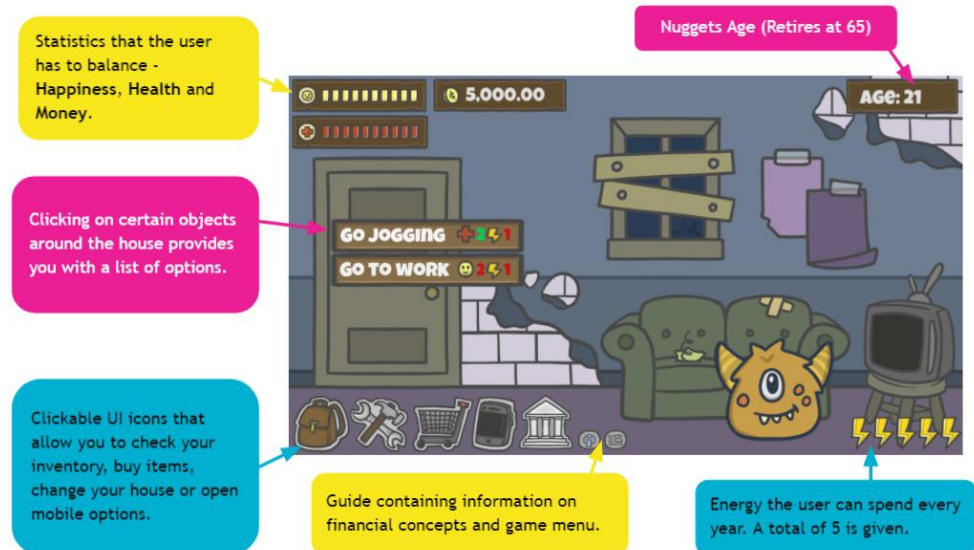 Nuggets Age (Retires at 65)
Statistics that the user
has to balance -
Happiness, Health and
Money.
5,000.00
AGe: 21
Clicking on certain objects
around the house provides
you with a list of options.
GO JOGGING 2 1
GO TO WORK 2 1
Clickable UI icons that
allow you to check your
inventory, buy items,
change your house or open
mobile options.
Guide containing information on
financial concepts and game menu.
Energy the user can spend every
year. A total of 5 is given.